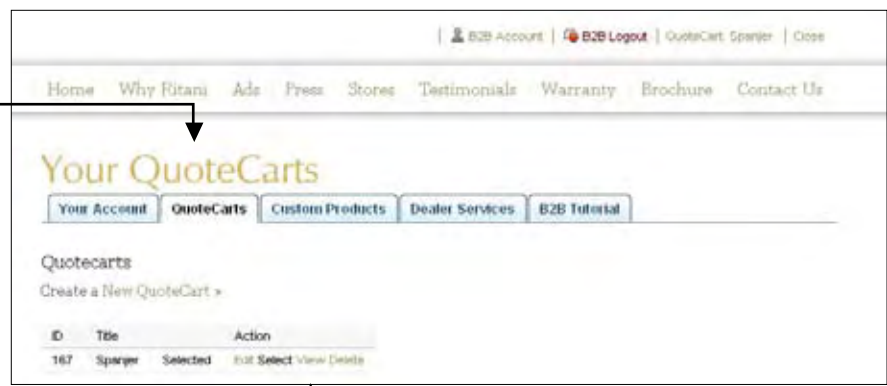 | B2B Account | B2B Logout | QuoteCart: Spanjer | Close
Home Why Ritani Ads Press Stores Testimonials Warranty Brochure Contact Us
Your QuoteCarts
Your Account QuoteCarts Custom Products Dealer Services B2B Tutorial
Quotecarts
Create a New QuoteCart »
ID Title Action
167 Spanjer Selected Edit Select View Delete